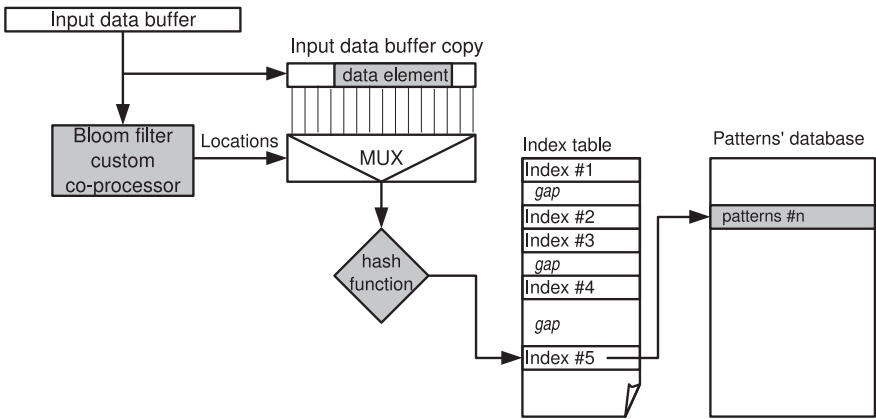 Input data buffer
Input data buffer copy
data element
Bloom filter
custom
co-processor
Locations
MUX
hash
function
Index table
Index #1
gap
Index #2
Index #3
gap
Index #4
gap
Index #5
Patterns' database
patterns #n